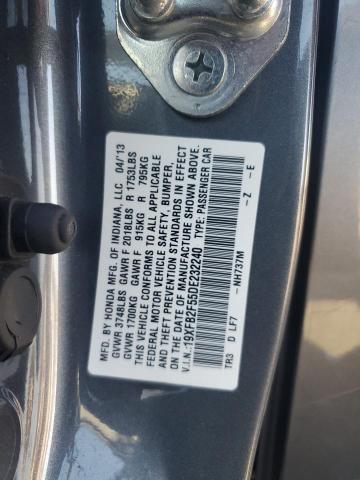 MFD. BY HONDA MFG. OF INDIANA, LLC 04/'13
GVWR 3748LBS GAWR F 2018LBS R 1753LBS
GVWR 1700KG GAWR F 915KG R 795KG
THIS VEHICLE CONFORMS TO ALL APPLICABLE
FEDERAL MOTOR VEHICLE SAFETY, BUMPER,
AND THEFT PREVENTION STANDARDS IN EFFECT
ON THE DATE OF MANUFACTURE SHOWN ABOVE.
V.I.N.:19XFB2F55DE232240 TYPE: PASSENGER CAR
TR3 D LF7 - NH737M - Z - E